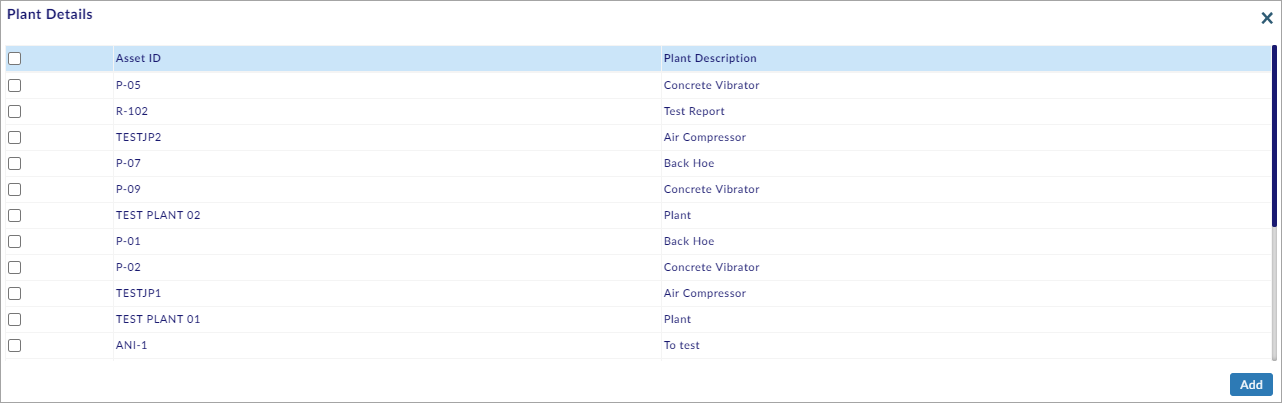 Plant Details
Asset ID Plant Description
P-05 Concrete Vibrator
R-102 Test Report
TESTJP2 Air Compressor
P-07 Back Hoe
P-09 Concrete Vibrator
TEST PLANT 02 Plant
P-01 Back Hoe
P-02 Concrete Vibrator
TESTJP1 Air Compressor
TEST PLANT 01 Plant
ANI-1 To test
Add